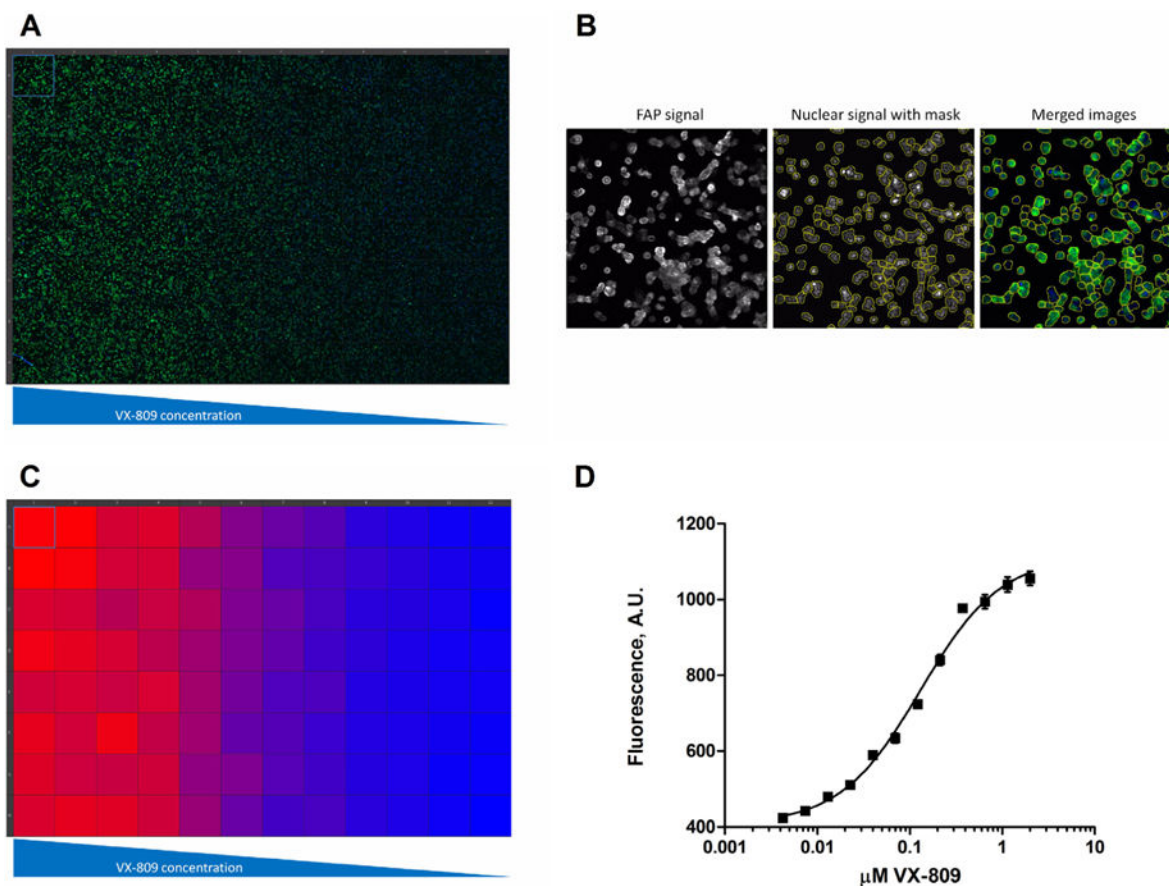 A
VX-809 concentration
B
FAP signal
Nuclear signal with mask
Merged images
C
VX-809 concentration
D
1200
1000
800
600
400
Fluorescence, A.U.
0.001
0.01
0.1
1
10
μM VX-809